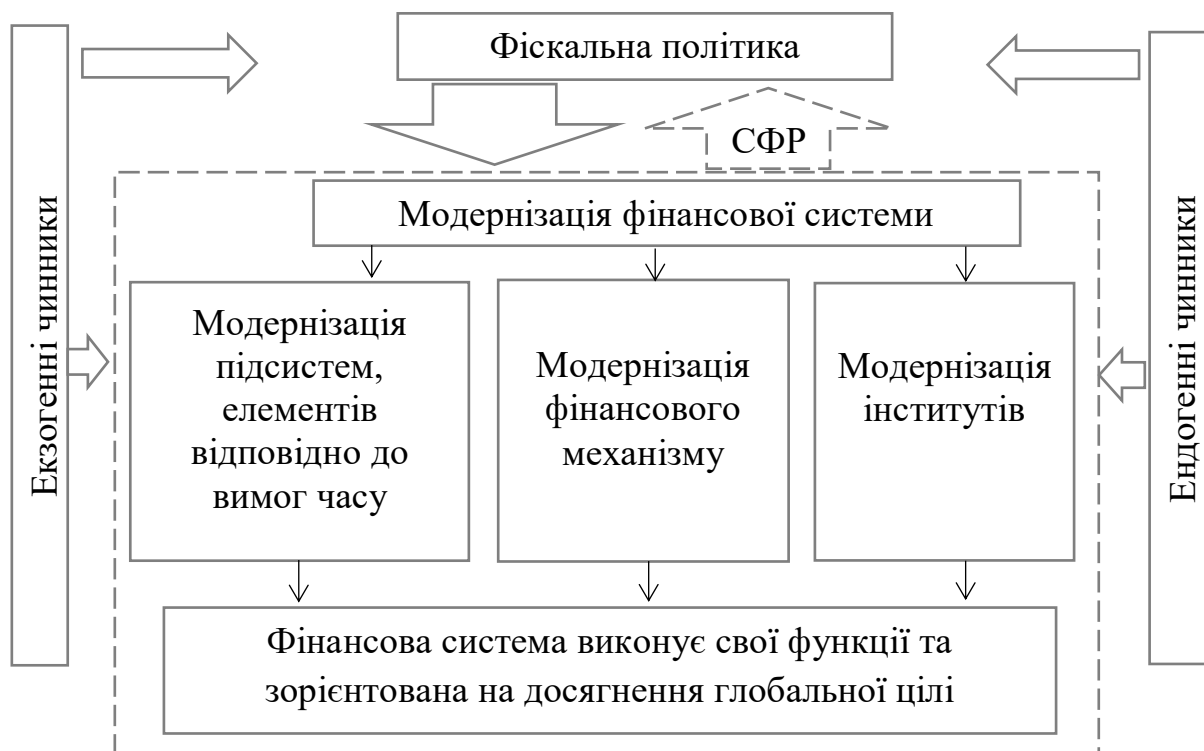 Фіскальна політика
СФР
Екзогенні чинники
Ендогенні чинники
Модернізація фінансової системи
Модернізація
підсистем,
елементів
відповідно до
вимог часу
Модернізація
фінансового
механізму
Модернізація
інститутів
Фінансова система виконує свої функції та
зорієнтована на досягнення глобальної цілі